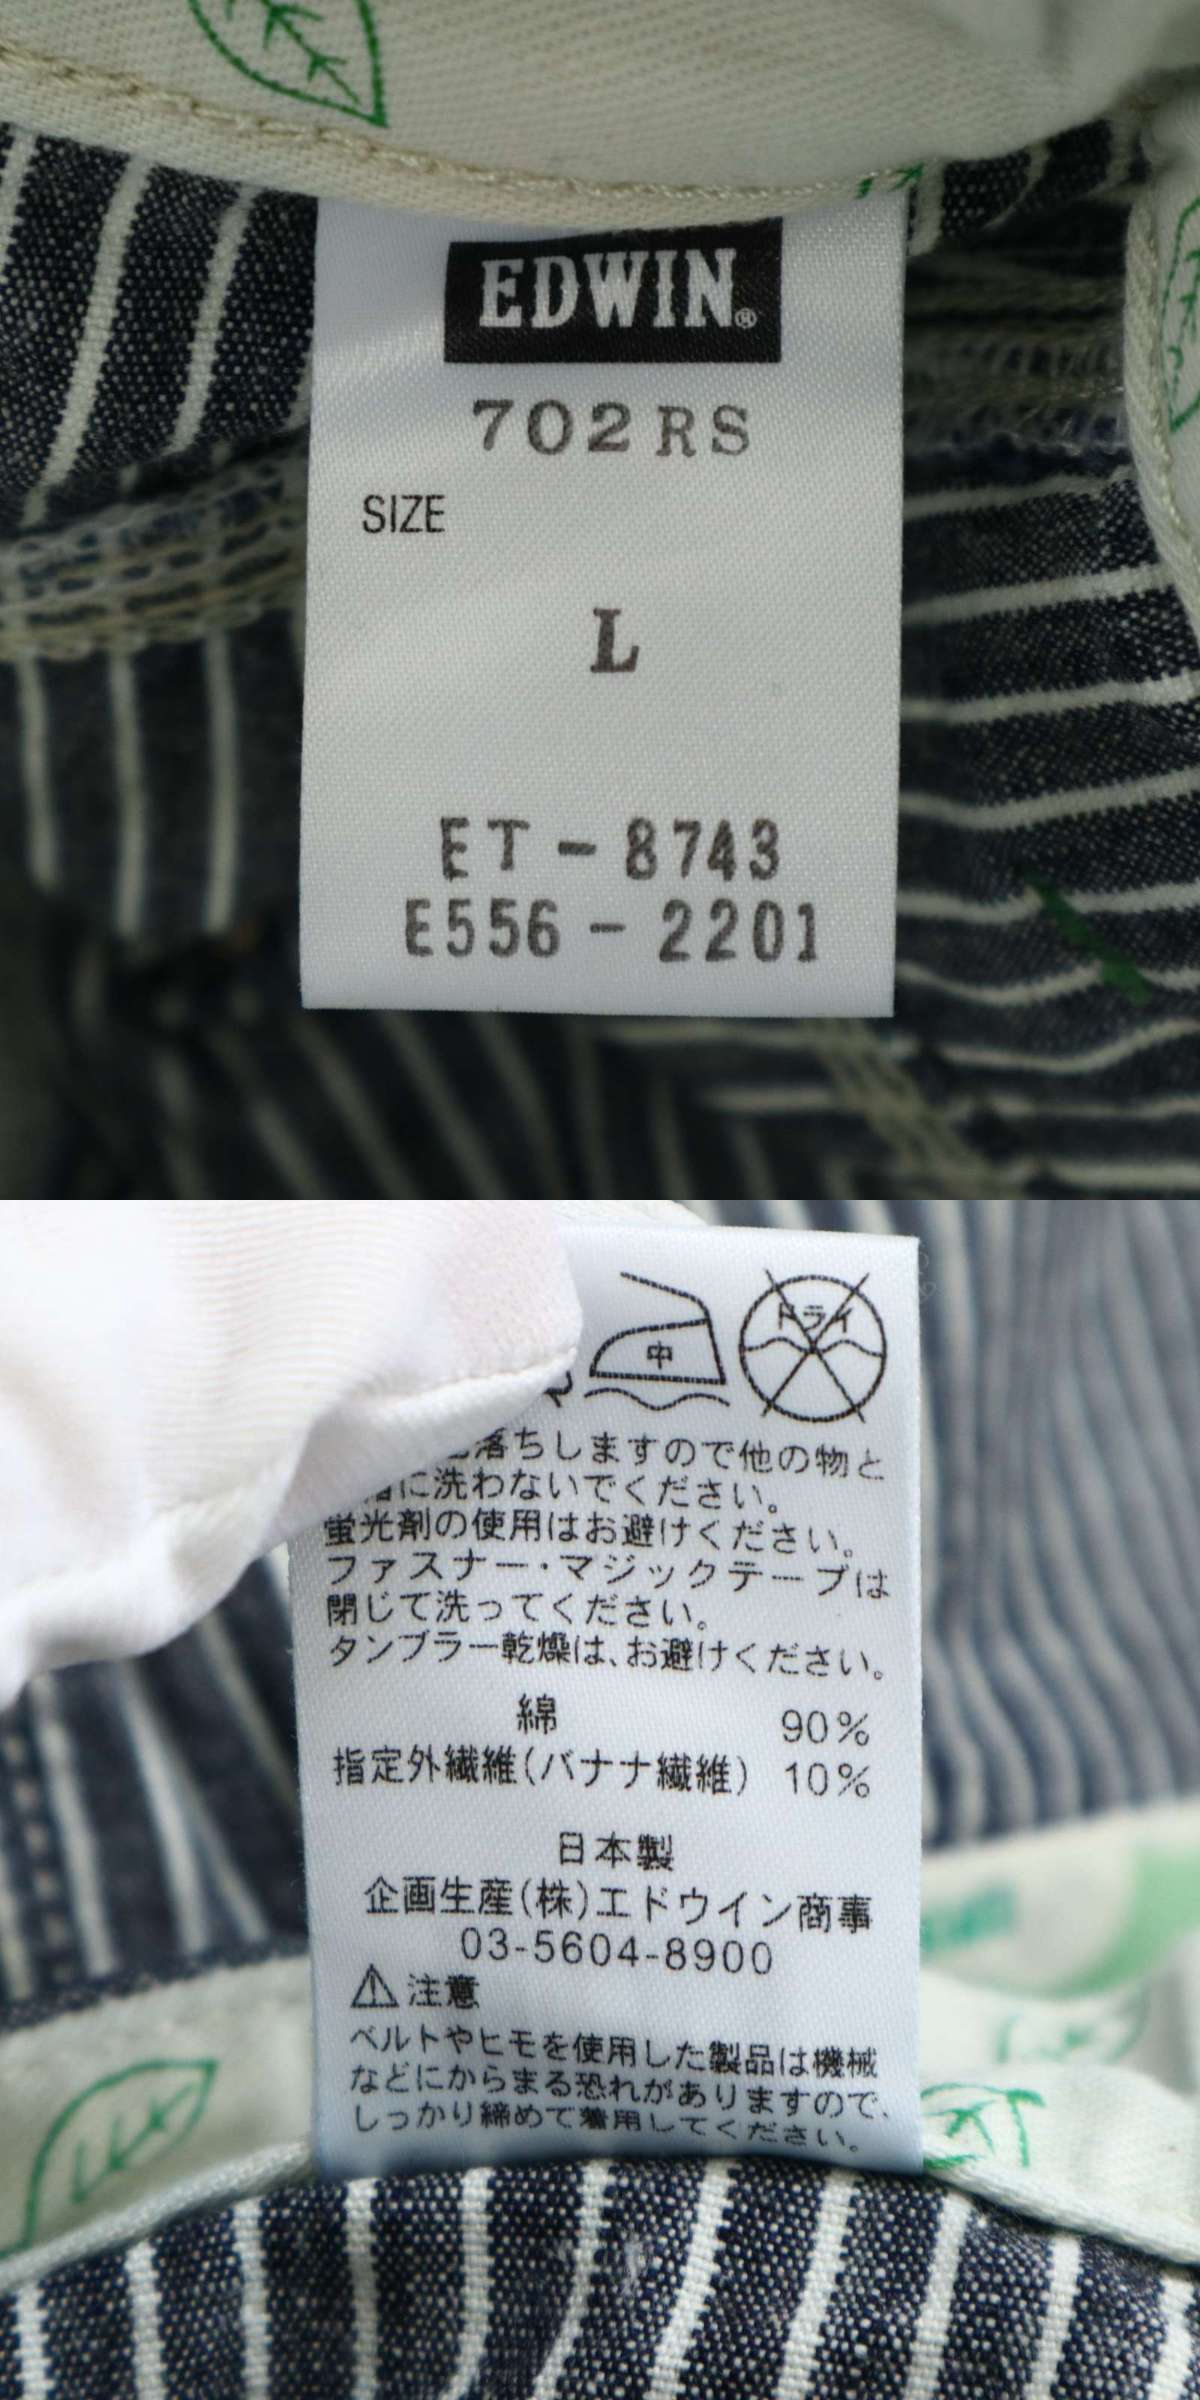 EDWIN®
702RS
SIZE
L
ET-8743
E556-2201
中
ドライ
落ちしますので他の物と
に洗わないでください。
蛍光剤の使用はお避けください。
ファスナー・マジックテープは
閉じて洗ってください。
タンブラー乾燥は、お避けください。
綿 90%
指定外繊維(バナナ繊維) 10%
日本製
企画生産(株)エドウイン商事
03-5604-8900
⚠注意
ベルトやヒモを使用した製品は機械
などにからまる恐れがありますので、
しっかり締めて着用してください。